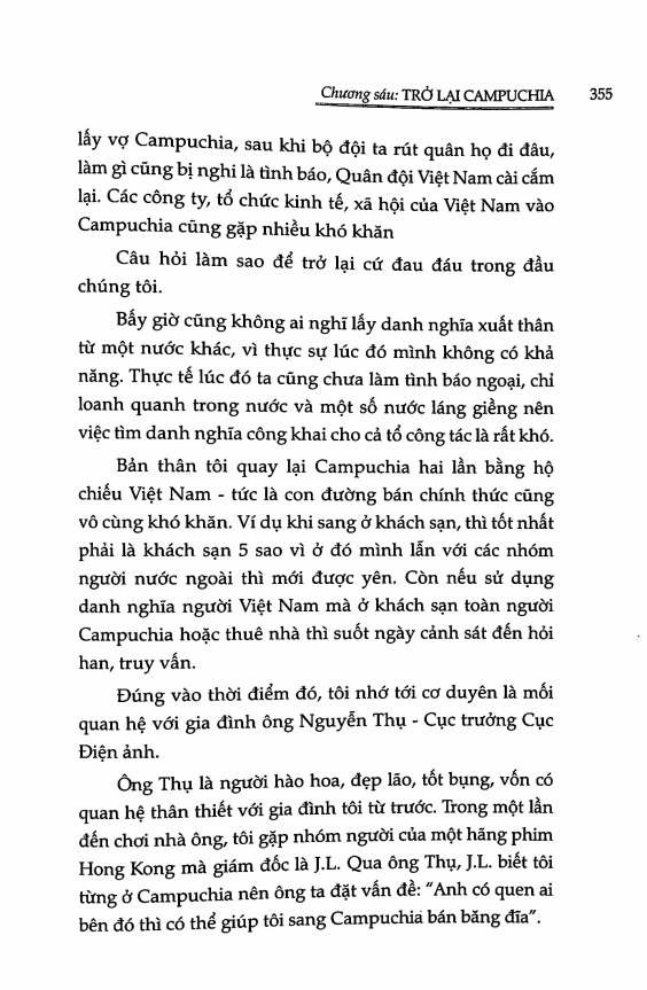 Chương sáu: TRỞ LẠI CAMPUCHIA 355
lấy vợ Campuchia, sau khi bộ đội ta rút quân họ đi đâu,
làm gì cũng bị nghi là tình báo, Quân đội Việt Nam cài cắm
lại. Các công ty, tổ chức kinh tế, xã hội của Việt Nam vào
Campuchia cũng gặp nhiều khó khăn
Câu hỏi làm sao để trở lại cứ đau đáu trong đầu
chúng tôi.
Bấy giờ cũng không ai nghĩ lấy danh nghĩa xuất thân
từ một nước khác, vì thực sự lúc đó mình không có khả
năng. Thực tế lúc đó ta cũng chưa làm tình báo ngoại, chỉ
loanh quanh trong nước và một số nước láng giềng nên
việc tìm danh nghĩa công khai cho cả tổ công tác là rất khó.
Bản thân tôi quay lại Campuchia hai lần bằng hộ
chiếu Việt Nam - tức là con đường bán chính thức cũng
vô cùng khó khăn. Ví dụ khi sang ở khách sạn, thì tốt nhất
phải là khách sạn 5 sao vì ở đó mình lẫn với các nhóm
người nước ngoài thì mới được yên. Còn nếu sử dụng
danh nghĩa người Việt Nam mà ở khách sạn toàn người
Campuchia hoặc thuê nhà thì suốt ngày cảnh sát đến hỏi
han, truy vấn.
Đúng vào thời điểm đó, tôi nhớ tới cơ duyên là mối
quan hệ với gia đình ông Nguyễn Thụ - Cục trưởng Cục
Điện ảnh.
Ông Thụ là người hào hoa, đẹp lão, tốt bụng, vốn có
quan hệ thân thiết với gia đình tôi từ trước. Trong một lần
đến chơi nhà ông, tôi gặp nhóm người của một hãng phim
Hong Kong mà giám đốc là J.L. Qua ông Thụ, J.L. biết tôi
từng ở Campuchia nên ông ta đặt vấn đề: "Anh có quen ai
bên đó thì có thể giúp tôi sang Campuchia bán băng đĩa".